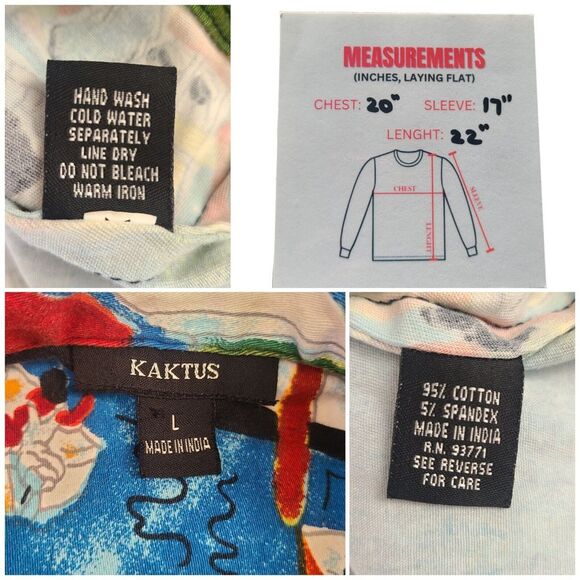 HAND WASH
COLD WATER
SEPARATELY
LINE DRY
DO NOT BLEACH
WARM IRON
MEASUREMENTS
(INCHES, LAYING FLAT)
CHEST: 20" SLEEVE: 17"
LENGHT: 22"
CHEST
SLEEVE
LENGHT
KAKTUS
L
MADE IN INDIA
95% COTTON
5% SPANDEX
MADE IN INDIA
R.N. 93771
SEE REVERSE
FOR CARE